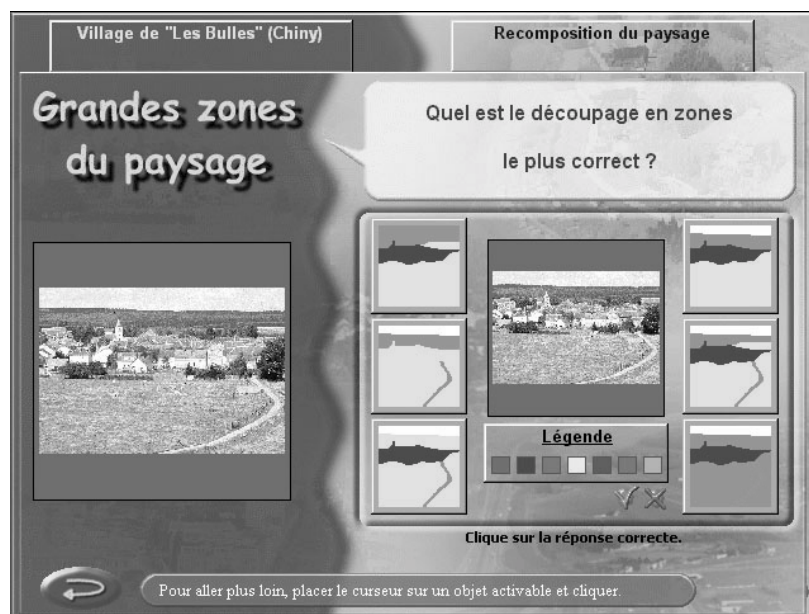 Village de "Les Bulles" (Chiny)
Recomposition du paysage
Grandes zones
du paysage
Quel est le découpage en zones
le plus correct ?
Légende
Clique sur la réponse correcte.
Pour aller plus loin, placer le curseur sur un objet activable et cliquer.